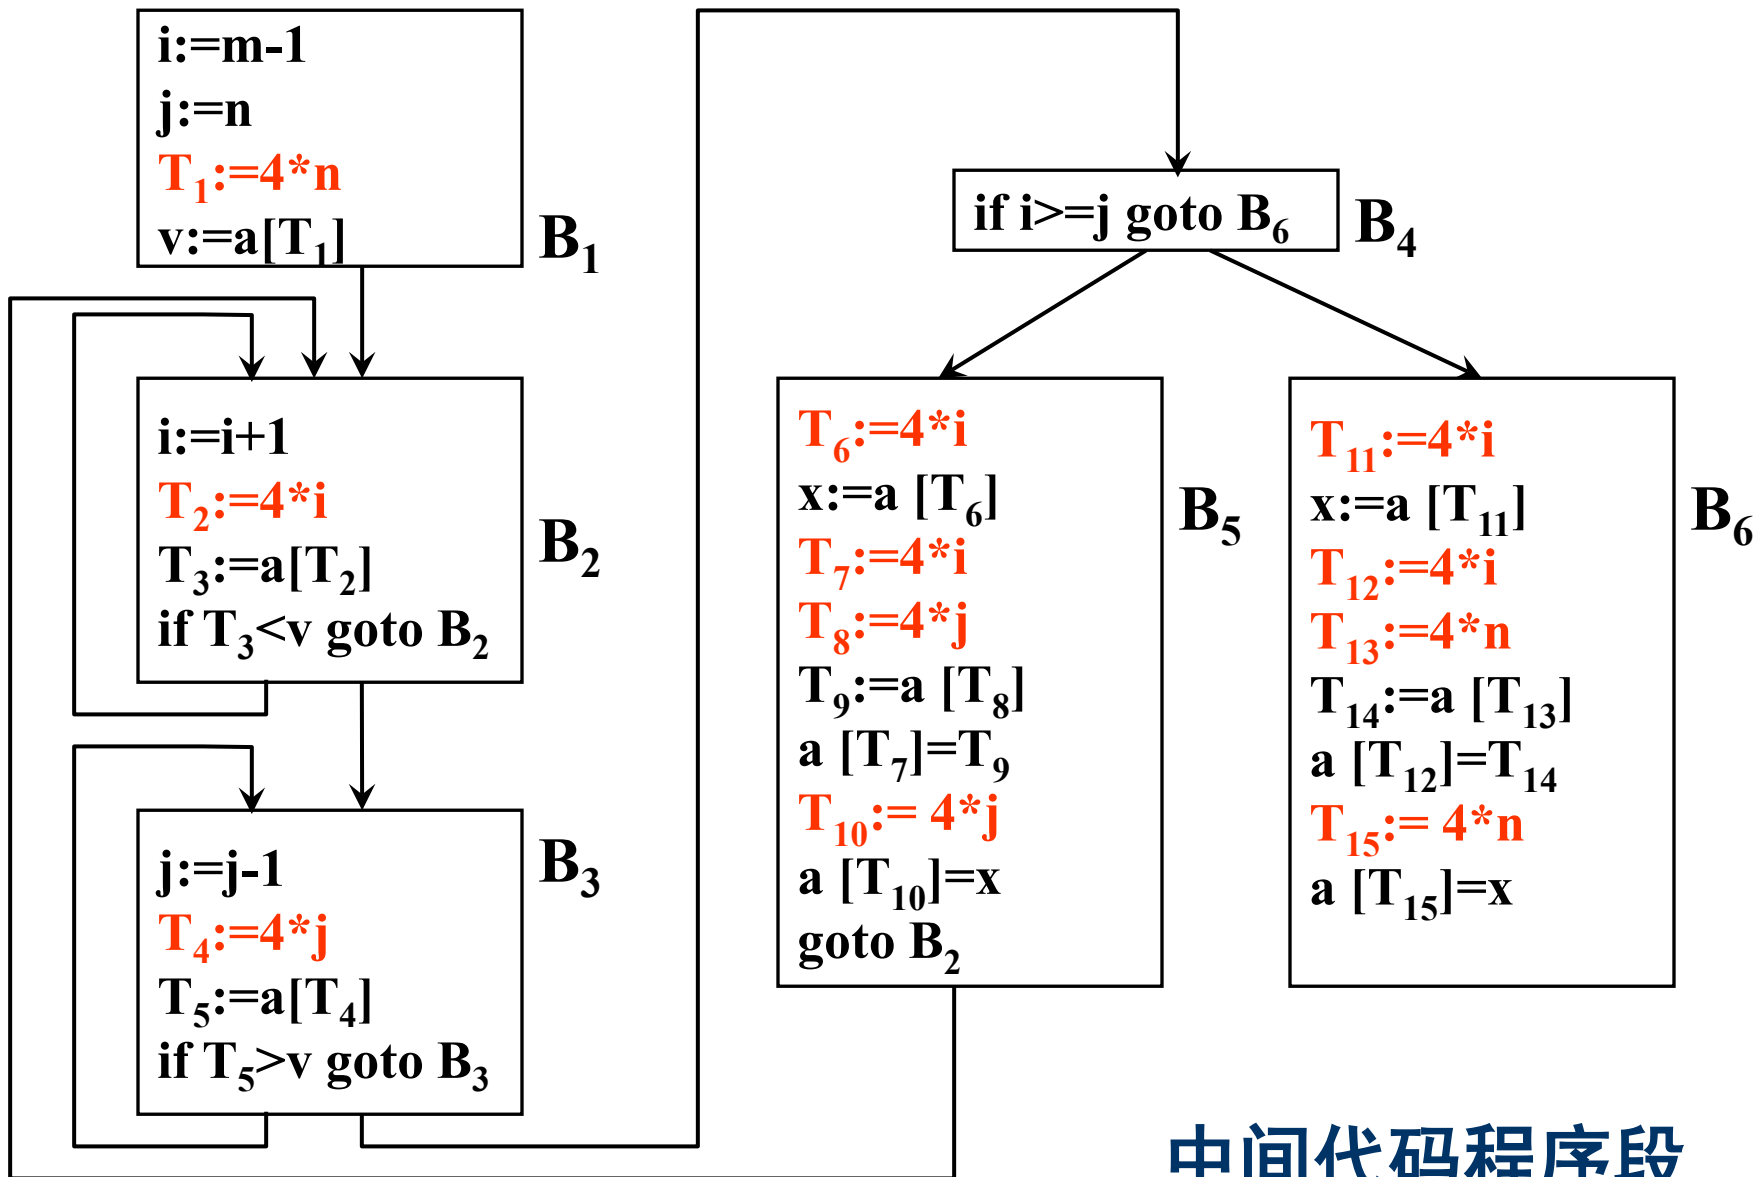 i:=m-1
j:=n
T₁:=4*n
v:=a[T₁]
B₁
i:=i+1
T₂:=4*i
T₃:=a[T₂]
if T₃<v goto B₂
B₂
j:=j-1
T₄:=4*j
T₅:=a[T₄]
if T₅>v goto B₃
B₃
if i>=j goto B₆
B₄
T₆:=4*i
x:=a [T₆]
T₇:=4*i
T₈:=4*j
T₉:=a [T₈]
a [T₇]=T₉
T₁₀:= 4*j
a [T₁₀]=x
goto B₂
B₅
T₁₁:=4*i
x:=a [T₁₁]
T₁₂:=4*i
T₁₃:=4*n
T₁₄:=a [T₁₃]
a [T₁₂]=T₁₄
T₁₅:= 4*n
a [T₁₅]=x
B₆
中间代码程序段